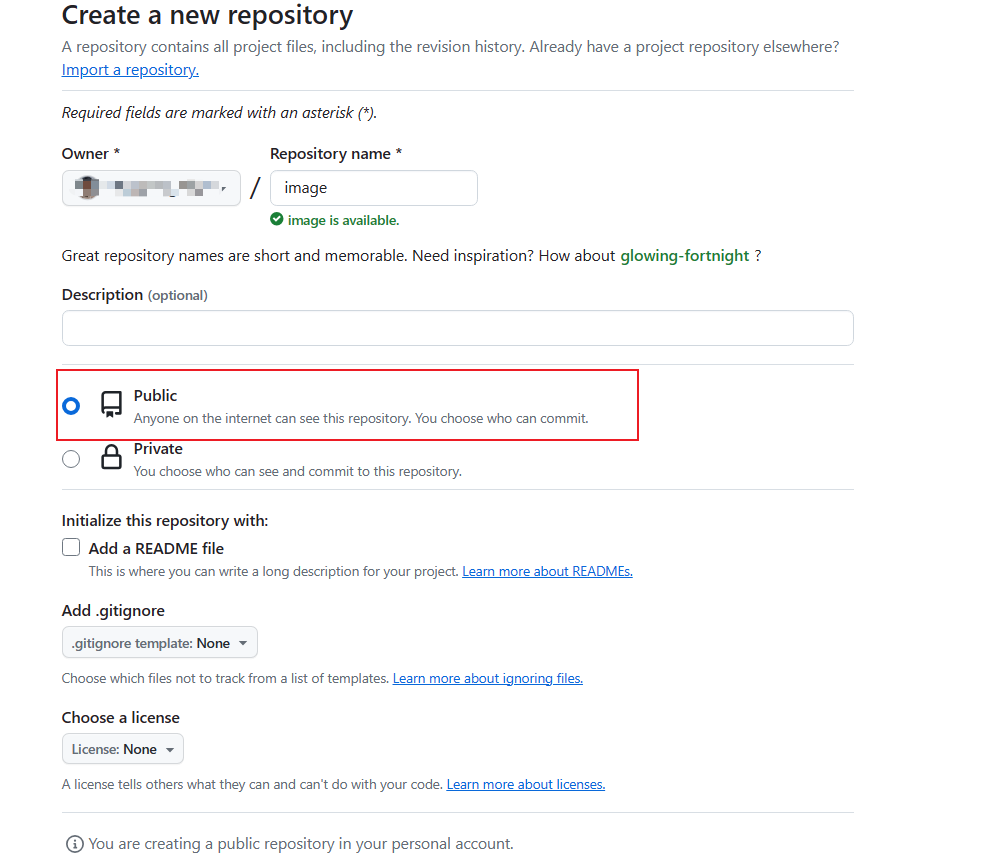 Create a new repository
A repository contains all project files, including the revision history. Already have a project repository elsewhere?
Import a repository.
Required fields are marked with an asterisk (*).
Owner *
Repository name *
/
image
image is available.
Great repository names are short and memorable. Need inspiration? How about glowing-fortnight ?
Description (optional)
Public
Anyone on the internet can see this repository. You choose who can commit.
Private
You choose who can see and commit to this repository.
Initialize this repository with:
Add a README file
This is where you can write a long description for your project. Learn more about READMEs.
Add .gitignore
.gitignore template: None
Choose which files not to track from a list of templates. Learn more about ignoring files.
Choose a license
License: None
A license tells others what they can and can't do with your code. Learn more about licenses.
You are creating a public repository in your personal account.